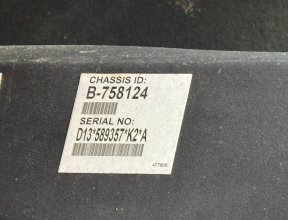 CHASSIS ID:
B-758124
SERIAL NO:
D13*589357*K2*A